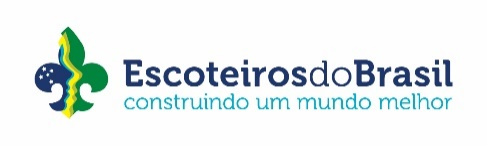 EscoteirosdoBrasil
construindo um mundo melhor